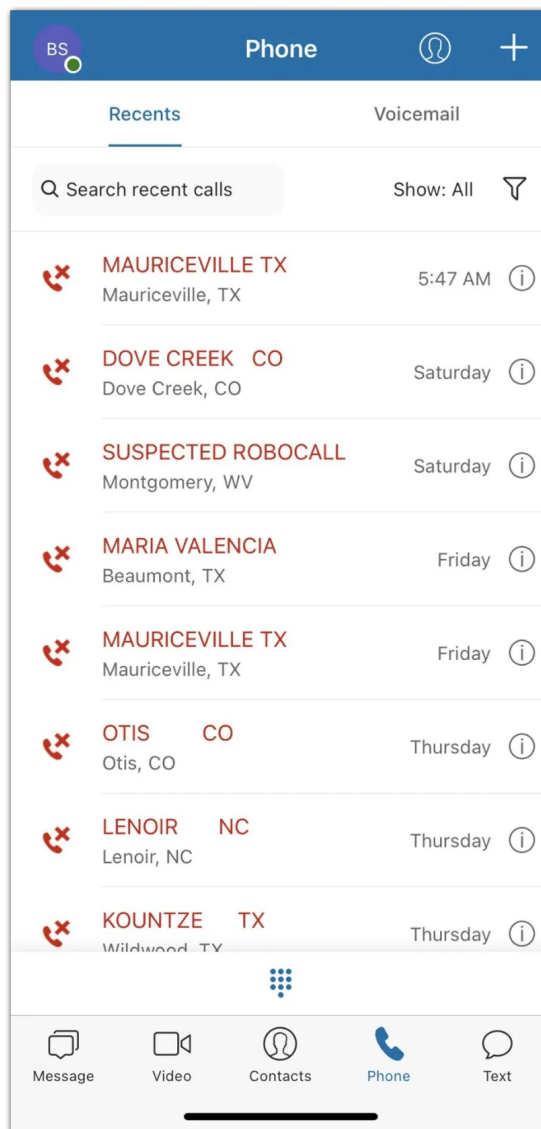 BS Phone
Recents Voicemail
Search recent calls Show: All
MAURICEVILLE TX
Mauriceville, TX 5:47 AM
DOVE CREEK CO
Dove Creek, CO Saturday
SUSPECTED ROBOCALL
Montgomery, WV Saturday
MARIA VALENCIA
Beaumont, TX Friday
MAURICEVILLE TX
Mauriceville, TX Friday
OTIS CO
Otis, CO Thursday
LENOIR NC
Lenoir, NC Thursday
KOUNTZE TX
Wildwood, TX Thursday
Message Video Contacts Phone Text